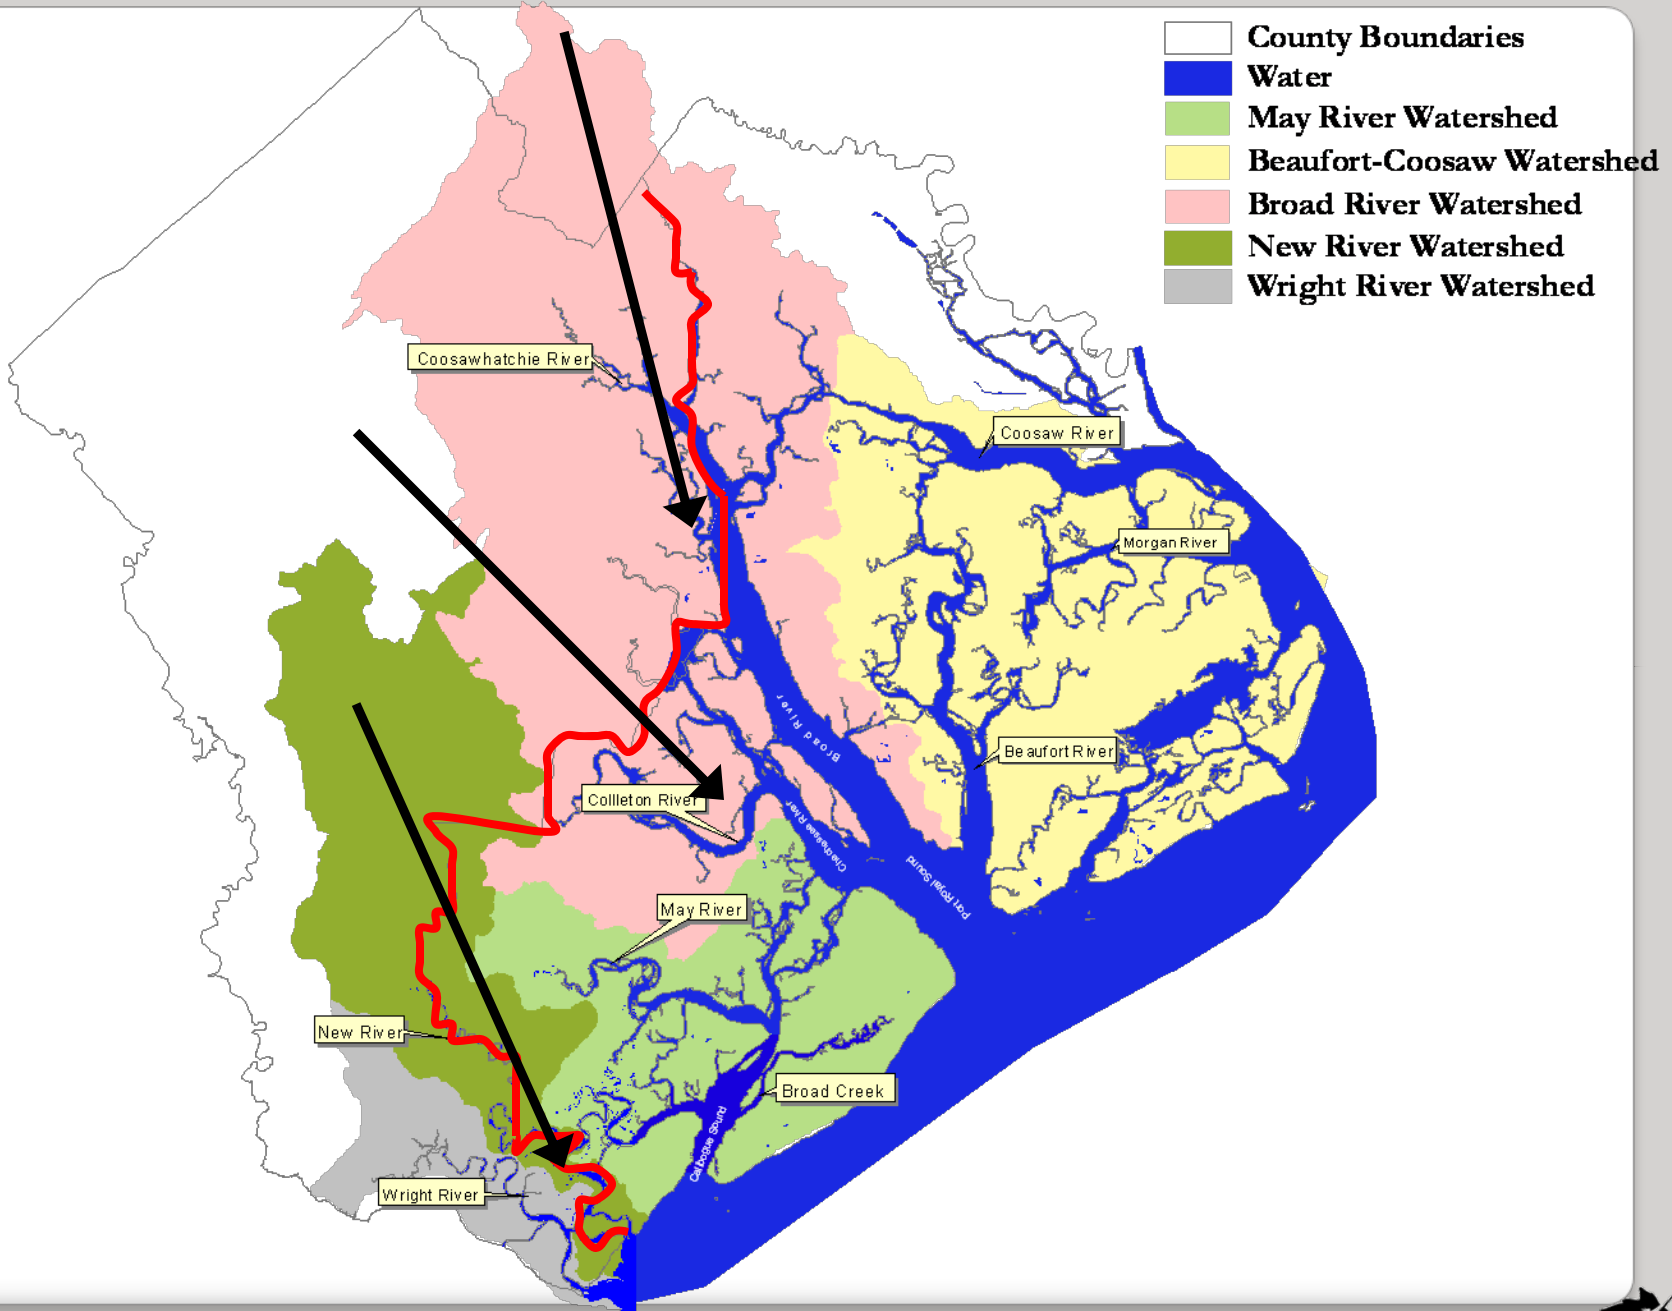 County Boundaries
Water
May River Watershed
Beaufort-Coosaw Watershed
Broad River Watershed
New River Watershed
Wright River Watershed
Coosawhatchie River
Coosaw River
Morgan River
Broad River
Beaufort River
Collleton River
Chechessee River
Port Royal Sound
May River
New River
Broad Creek
Calibogue Sound
Wright River